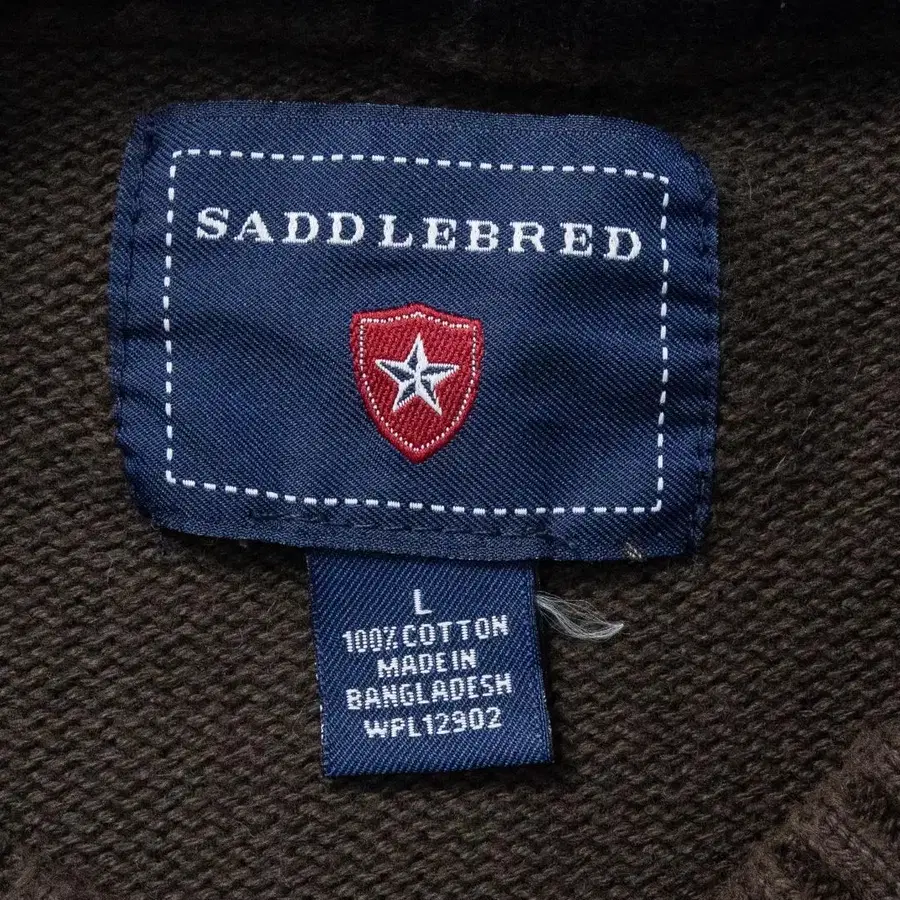 SADDLEBRED
L
100% COTTON
MADE IN
BANGLADESH
WPL12902